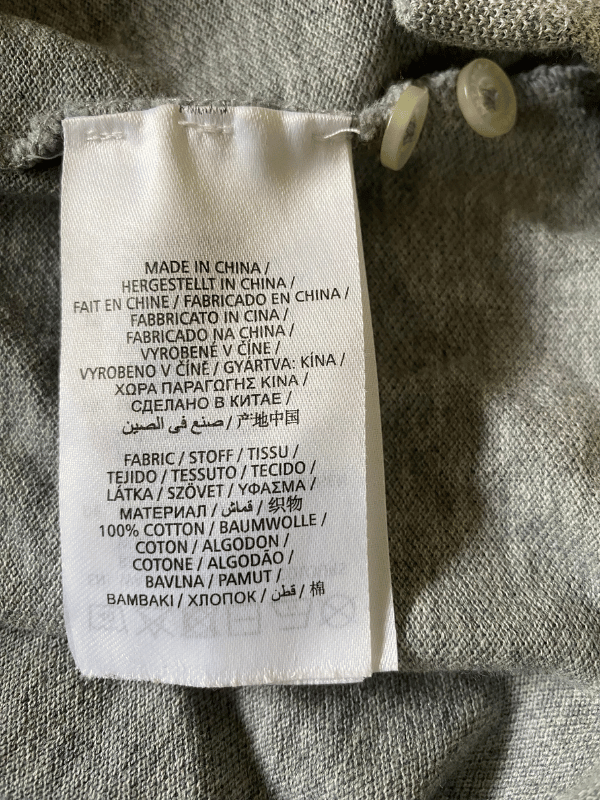 MADE IN CHINA /
HERGESTELLT IN CHINA /
FAIT EN CHINE / FABRICADO EN CHINA /
FABBRICATO IN CINA /
FABRICADO NA CHINA /
VYROBENÉ V ČÍNE /
VYROBENO V ČÍNĚ / GYÁRTVA: KÍNA /
ΧΩΡΑ ΠΑΡΑΓΩΓΗΣ ΚΙΝΑ /
СДЕЛАНО В КИТАЕ /
صنع في الصين / 产地中国
FABRIC / STOFF / TISSU /
TEJIDO / TESSUTO / TECIDO /
LÁTKA / SZÖVET / ΥΦΑΣΜΑ /
МАТЕРИАЛ / قماش / 织物
100% COTTON / BAUMWOLLE /
COTON / ALGODON /
COTONE / ALGODÃO /
BAVLNA / PAMUT /
ΒΑΜΒΑΚΙ / ХЛОПОК / قطن / 棉